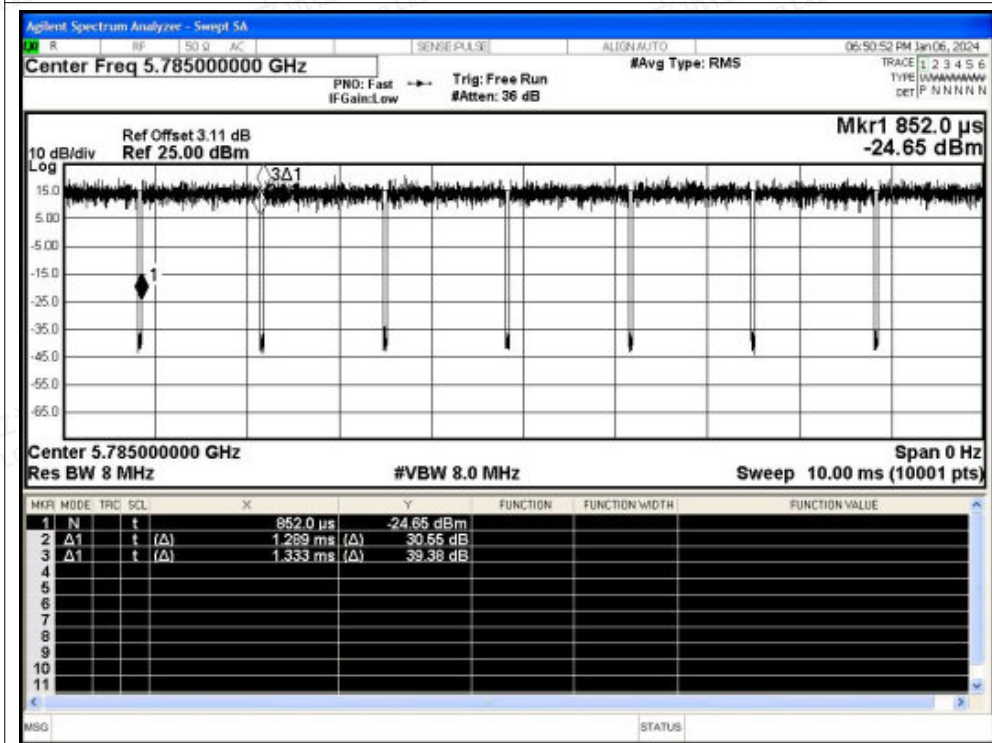 Agilent Spectrum Analyzer - Swept SA
LXI R RF 50 Ω AC SENSE:PULSE ALIGN AUTO 06:50:52 PM Jan 06, 2024
Center Freq 5.785000000 GHz #Avg Type: RMS TRACE 1 2 3 4 5 6
PNO: Fast Trig: Free Run TYPE
IFGain:Low #Atten: 36 dB DET P N N N N N
Mkr1 852.0 µs
Ref Offset 3.11 dB
10 dB/div Ref 25.00 dBm -24.65 dBm
Log
3Δ1
15.0
5.00
-5.00
-15.0
1
-25.0
-35.0
-45.0
-55.0
-65.0
Center 5.785000000 GHz Span 0 Hz
Res BW 8 MHz #VBW 8.0 MHz Sweep 10.00 ms (10001 pts)
MKR MODE TRC SCL X Y FUNCTION FUNCTION WIDTH FUNCTION VALUE
1 N t 852.0 µs -24.65 dBm
2 Δ1 t (Δ) 1.289 ms (Δ) 30.55 dB
3 Δ1 t (Δ) 1.333 ms (Δ) 39.38 dB
4
5
6
7
8
9
10
11
MSG STATUS